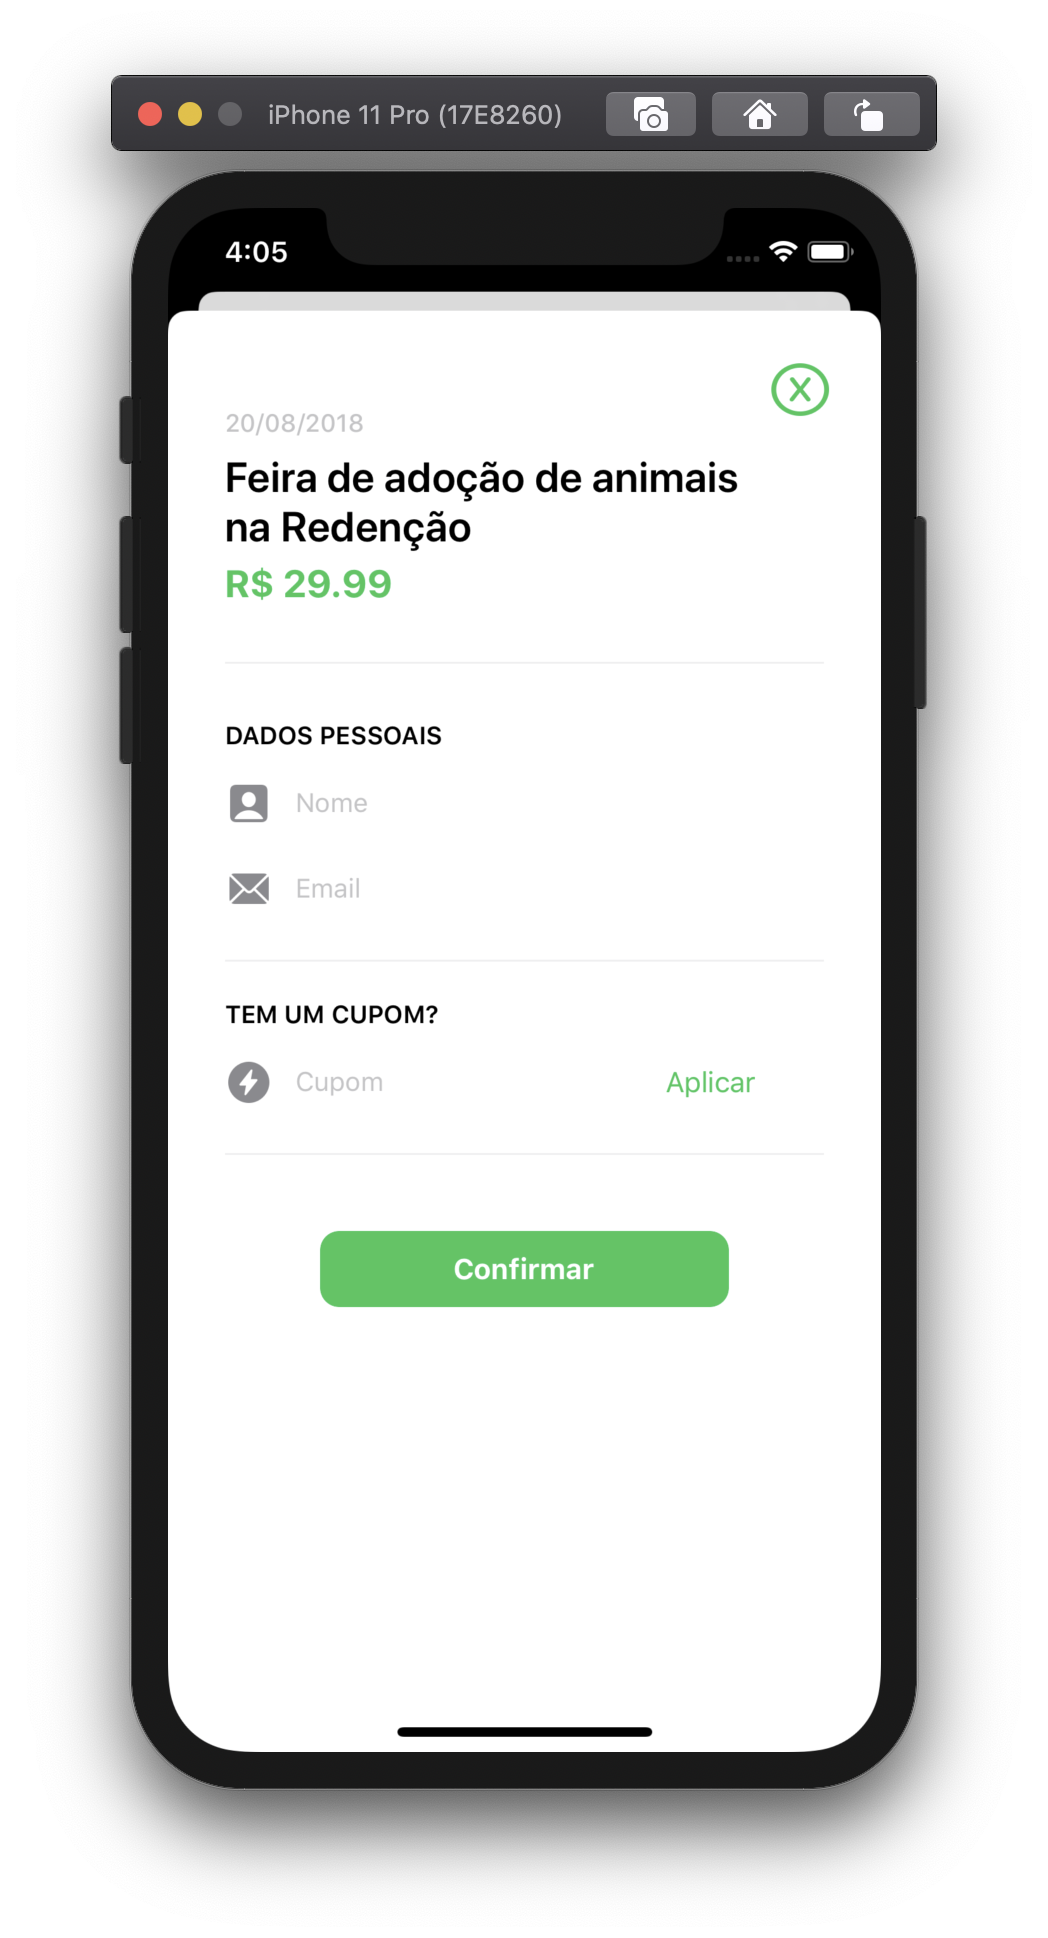 iPhone 11 Pro (17E8260)
4:05
X
20/08/2018
Feira de adoção de animais
na Redenção
R$ 29.99
DADOS PESSOAIS
Nome
Email
TEM UM CUPOM?
Cupom Aplicar
Confirmar